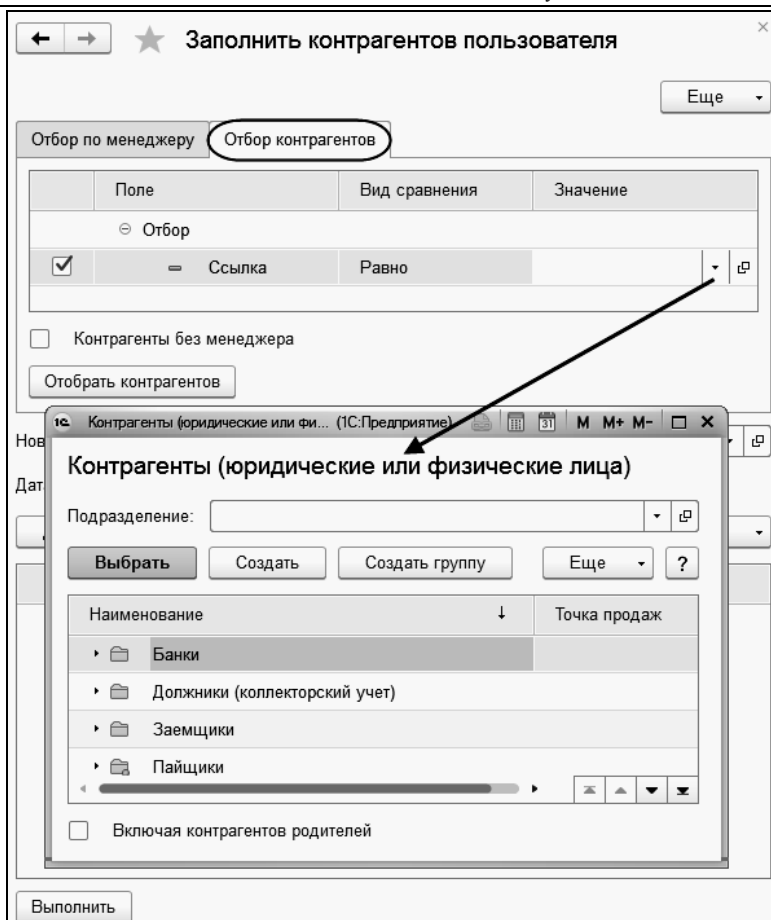 Заполнить контрагентов пользователя
Еще
Отбор по менеджеру Отбор контрагентов
Поле Вид сравнения Значение
Отбор
Ссылка Равно
Контрагенты без менеджера
Отобрать контрагентов
1С Контрагенты (юридические или фи... (1С:Предприятие) 31 M M+ M-
Нов
Контрагенты (юридические или физические лица)
Дат
Подразделение:
Выбрать Создать Создать группу Еще ?
Наименование Точка продаж
Банки
Должники (коллекторский учет)
Заемщики
Пайщики
Включая контрагентов родителей
Выполнить